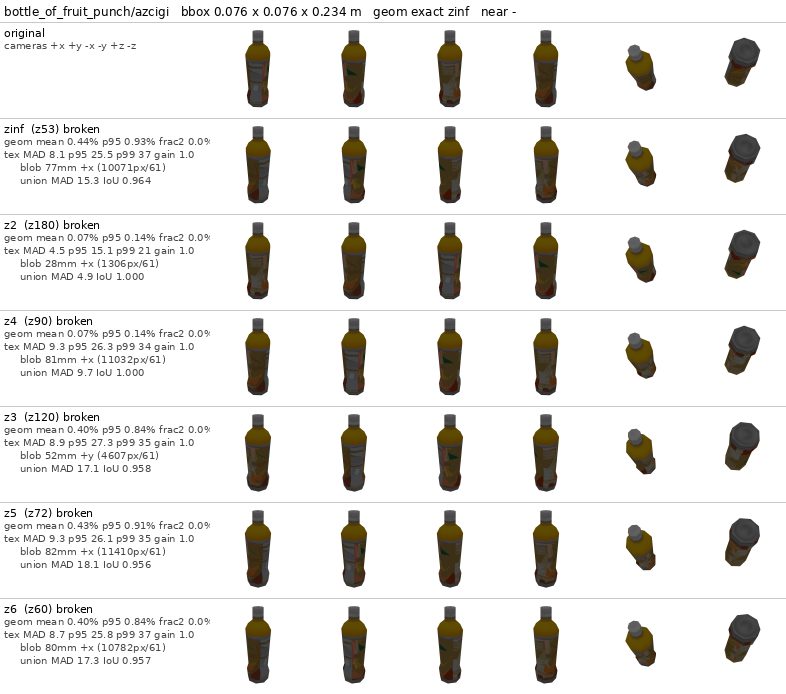 bottle_of_fruit_punch/azcigi bbox 0.076 x 0.076 x 0.234 m geom exact zinf near -
original
cameras +x +y -x -y +z -z
zinf (z53) broken
geom mean 0.44% p95 0.93% frac2 0.0%
tex MAD 8.1 p95 25.5 p99 37 gain 1.0
blob 77mm +x (10071px/61)
union MAD 15.3 IoU 0.964
z2 (z180) broken
geom mean 0.07% p95 0.14% frac2 0.0%
tex MAD 4.5 p95 15.1 p99 21 gain 1.0
blob 28mm +x (1306px/61)
union MAD 4.9 IoU 1.000
z4 (z90) broken
geom mean 0.07% p95 0.14% frac2 0.0%
tex MAD 9.3 p95 26.3 p99 34 gain 1.0
blob 81mm +x (11032px/61)
union MAD 9.7 IoU 1.000
z3 (z120) broken
geom mean 0.40% p95 0.84% frac2 0.0%
tex MAD 8.9 p95 27.3 p99 35 gain 1.0
blob 52mm +y (4607px/61)
union MAD 17.1 IoU 0.958
z5 (z72) broken
geom mean 0.43% p95 0.91% frac2 0.0%
tex MAD 9.3 p95 26.1 p99 35 gain 1.0
blob 82mm +x (11410px/61)
union MAD 18.1 IoU 0.956
z6 (z60) broken
geom mean 0.40% p95 0.84% frac2 0.0%
tex MAD 8.7 p95 25.8 p99 37 gain 1.0
blob 80mm +x (10782px/61)
union MAD 17.3 IoU 0.957